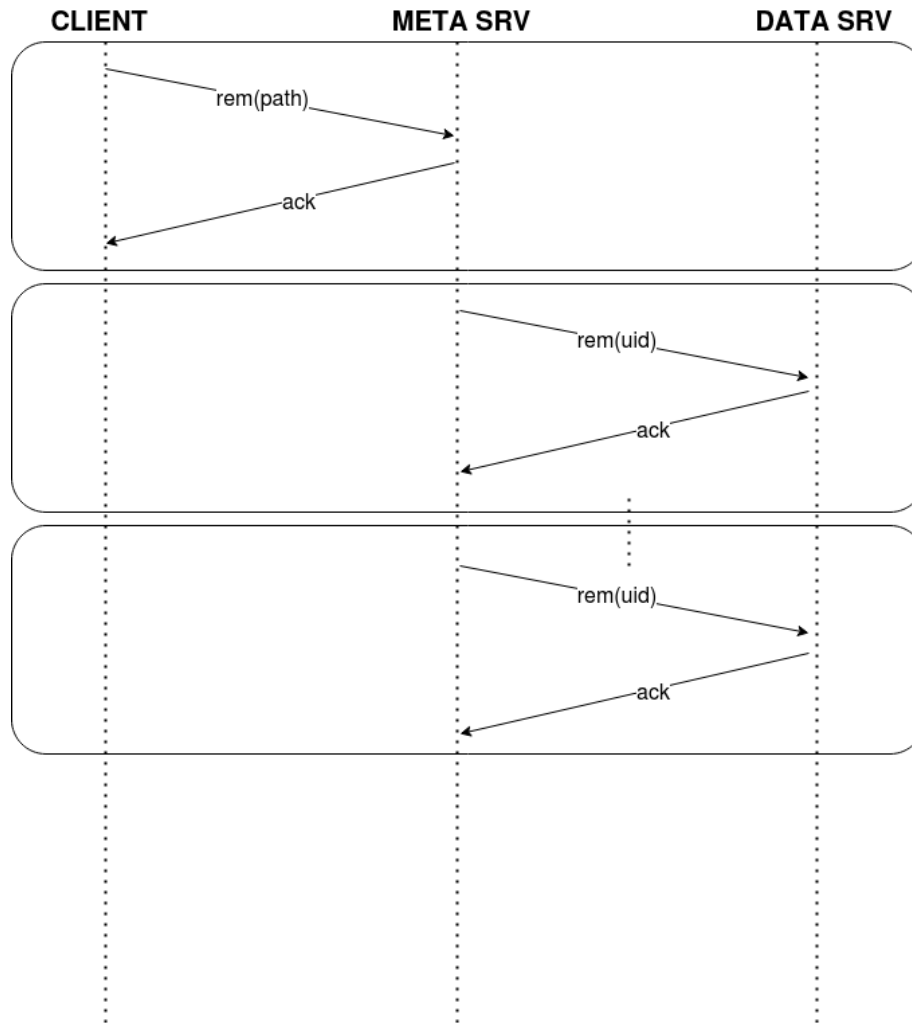 CLIENT META SRV DATA SRV
rem(path)
ack
rem(uid)
ack
rem(uid)
ack